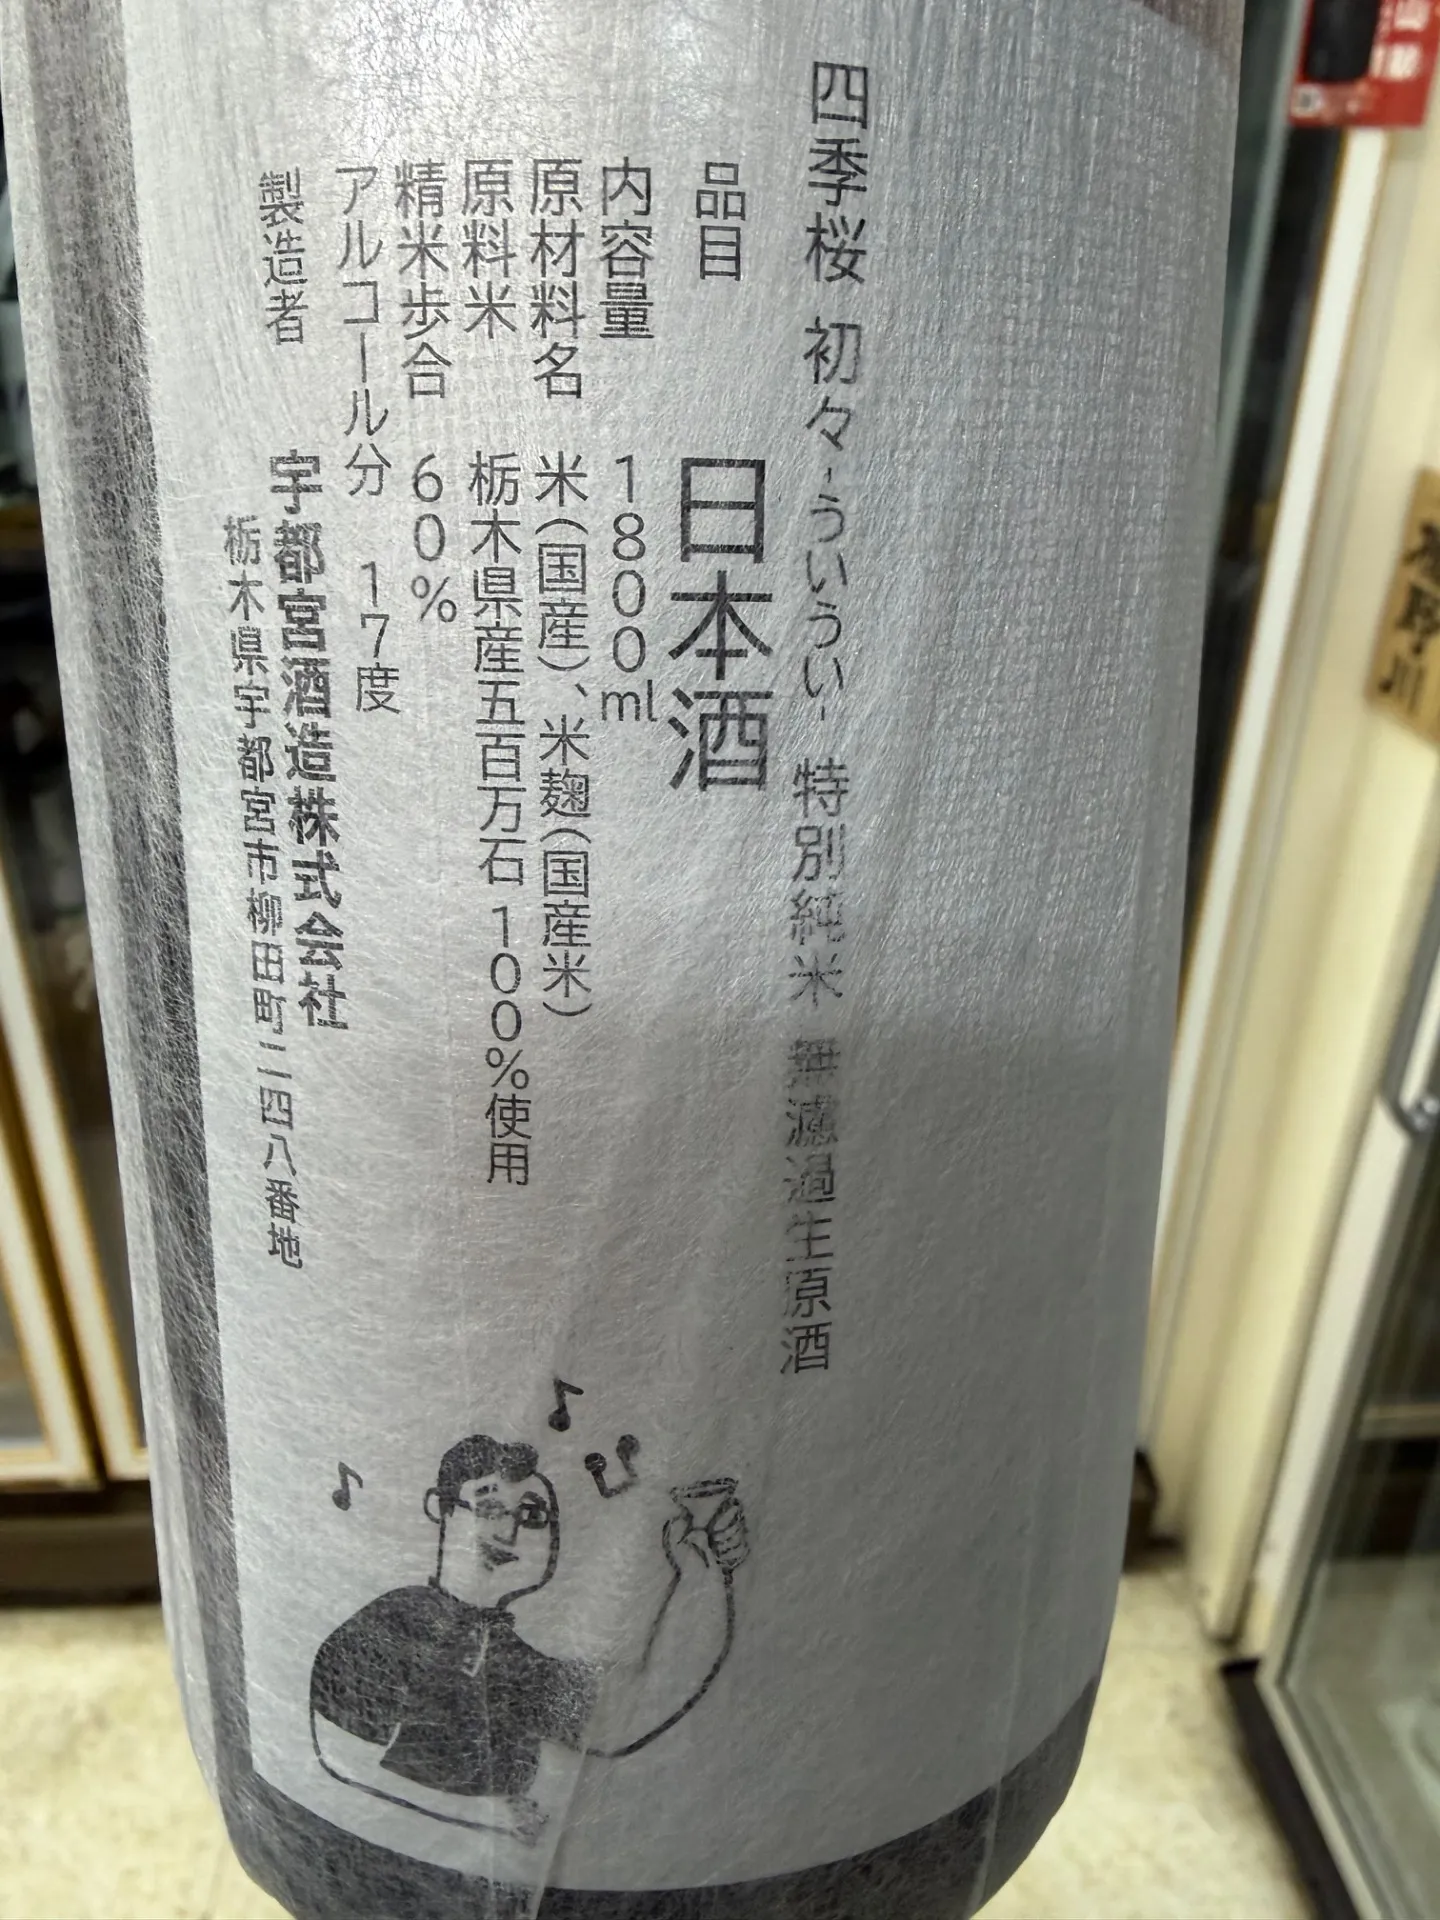 四季桜 初々-ういうい- 特別純米 無濾過生原酒
品目 日本酒
内容量 1800ml
原材料名 米(国産)、米麹(国産米)
原料米 栃木県産五百万石 100%使用
精米歩合 60%
アルコール分 17度
製造者 宇都宮酒造株式会社
栃木県宇都宮市柳田町二四八番地